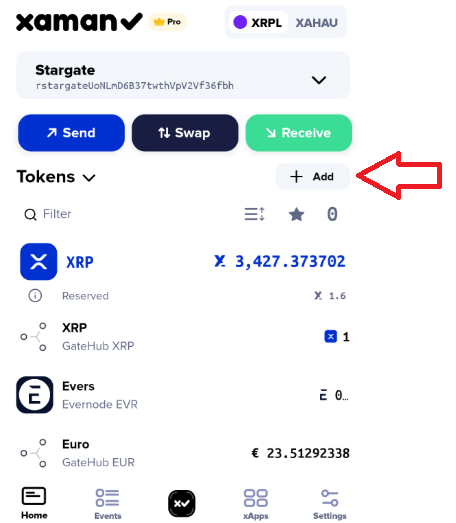 xaman Pro
XRPL XAHAU
Stargate
rstargateUoNLmD6B37twthVpV2Vf36fbh
Send Swap Receive
Tokens + Add
Filter 0
XRP 3,427.373702
Reserved 1.6
XRP 1
GateHub XRP
Evers E 0…
Evernode EVR
Euro € 23.51292338
GateHub EUR
Home Events xApps Settings